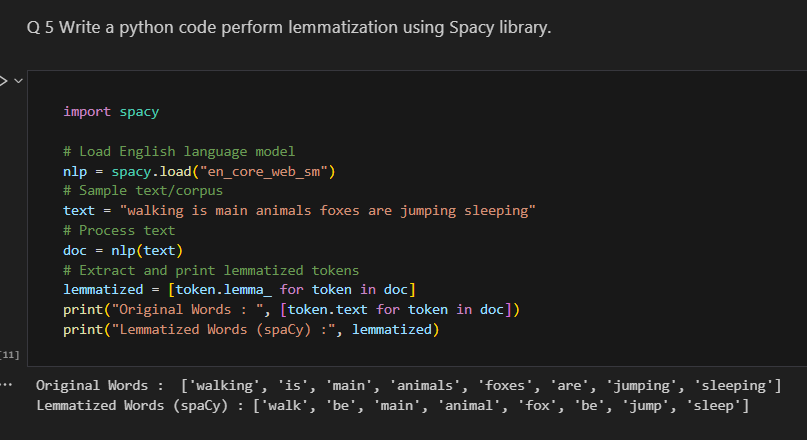 Q 5 Write a python code perform lemmatization using Spacy library.
import spacy
# Load English language model
nlp = spacy.load("en_core_web_sm")
# Sample text/corpus
text = "walking is main animals foxes are jumping sleeping"
# Process text
doc = nlp(text)
# Extract and print lemmatized tokens
lemmatized = [token.lemma_ for token in doc]
print("Original Words : ", [token.text for token in doc])
print("Lemmatized Words (spaCy) :", lemmatized)
[11]
Original Words :  ['walking', 'is', 'main', 'animals', 'foxes', 'are', 'jumping', 'sleeping']
Lemmatized Words (spaCy) : ['walk', 'be', 'main', 'animal', 'fox', 'be', 'jump', 'sleep']